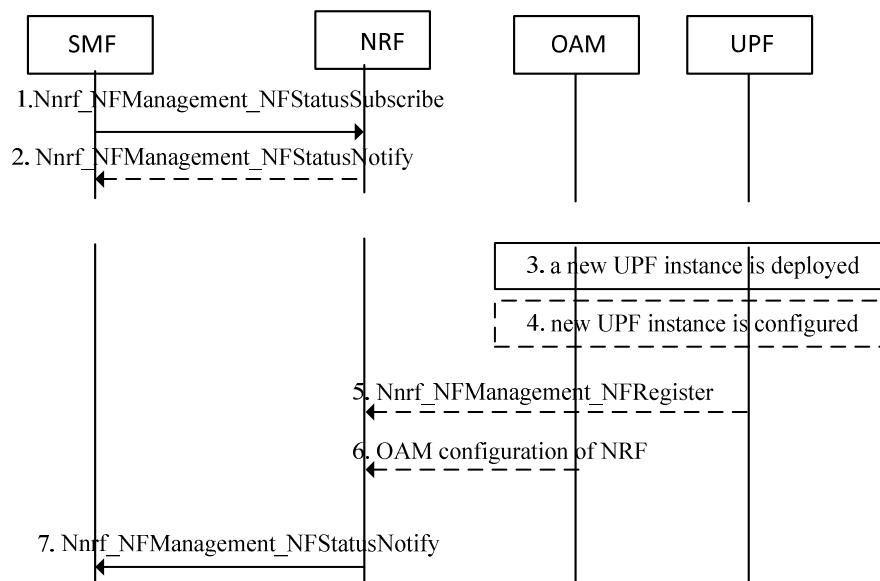 SMF NRF OAM UPF
1.Nnrf_NFManagement_NFStatusSubscribe
2. Nnrf_NFManagement_NFStatusNotify
3. a new UPF instance is deployed
4. new UPF instance is configured
5. Nnrf_NFManagement_NFRegister
6. OAM configuration of NRF
7. Nnrf_NFManagement_NFStatusNotify